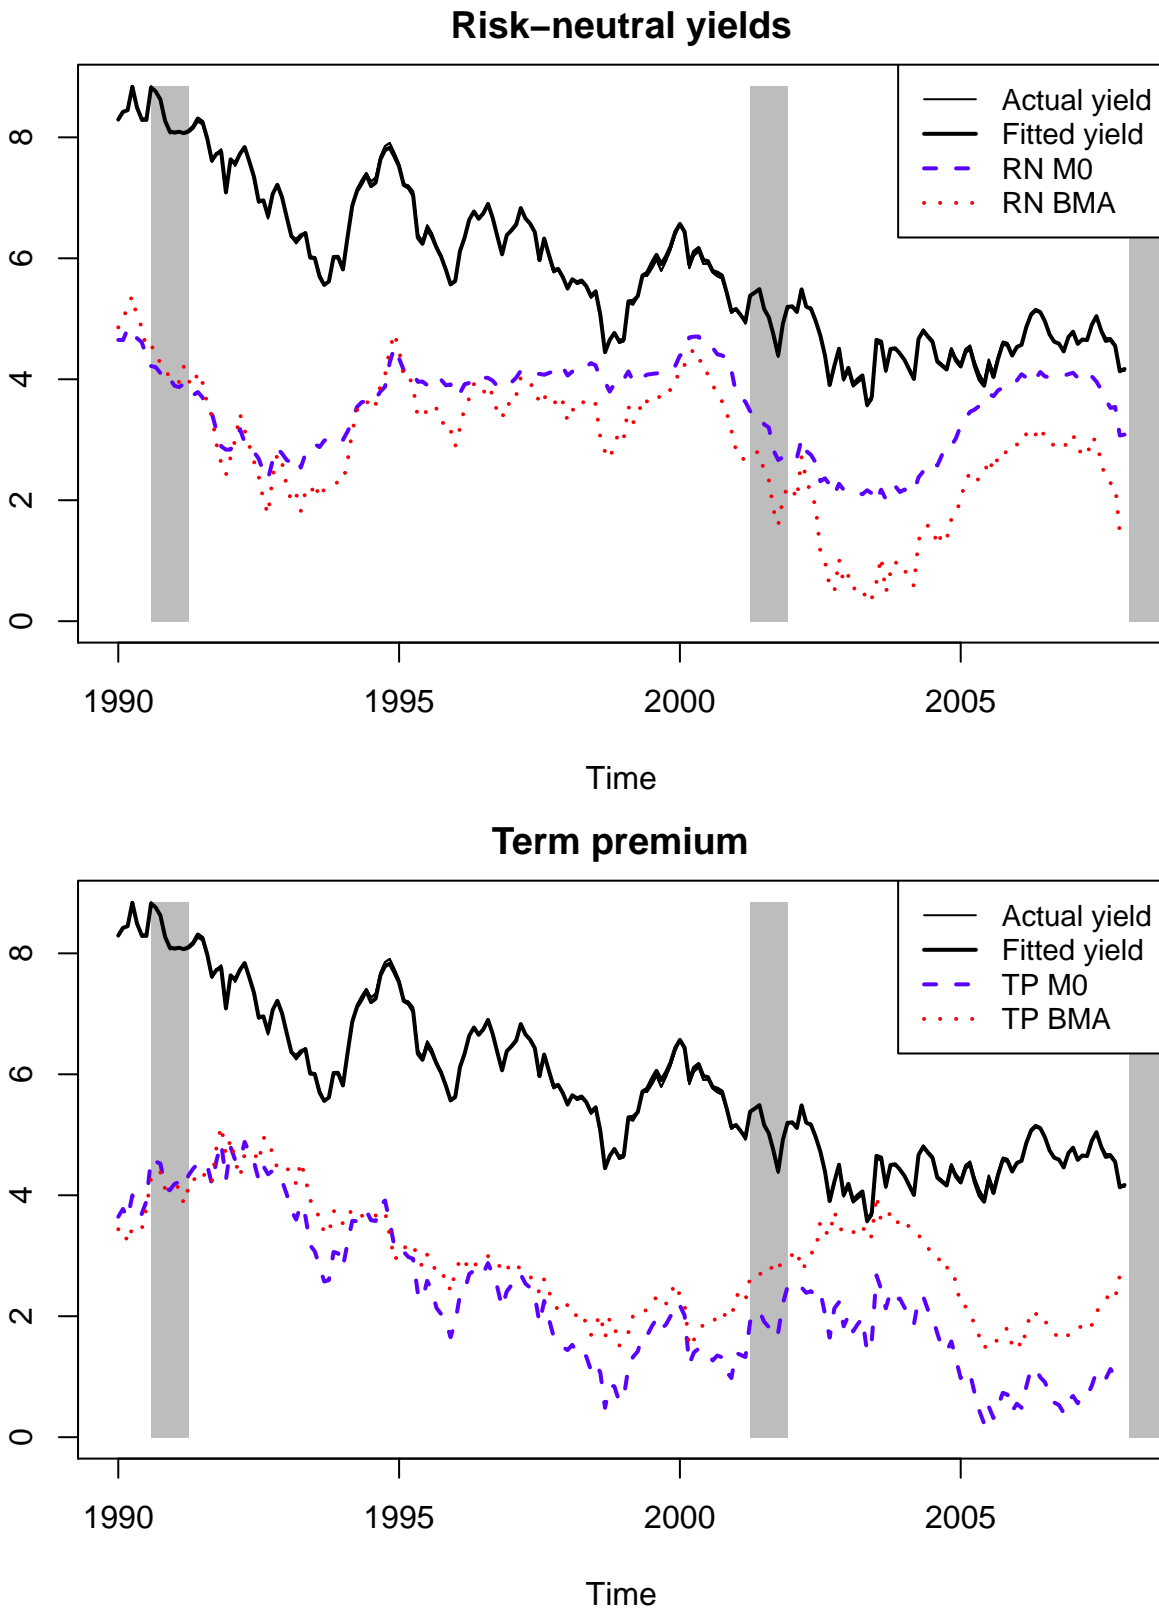 Risk−neutral yields
Actual yield
Fitted yield
RN M0
RN BMA
8
6
4
2
0
1990 1995 2000 2005
Time
Term premium
Actual yield
Fitted yield
TP M0
TP BMA
8
6
4
2
0
1990 1995 2000 2005
Time